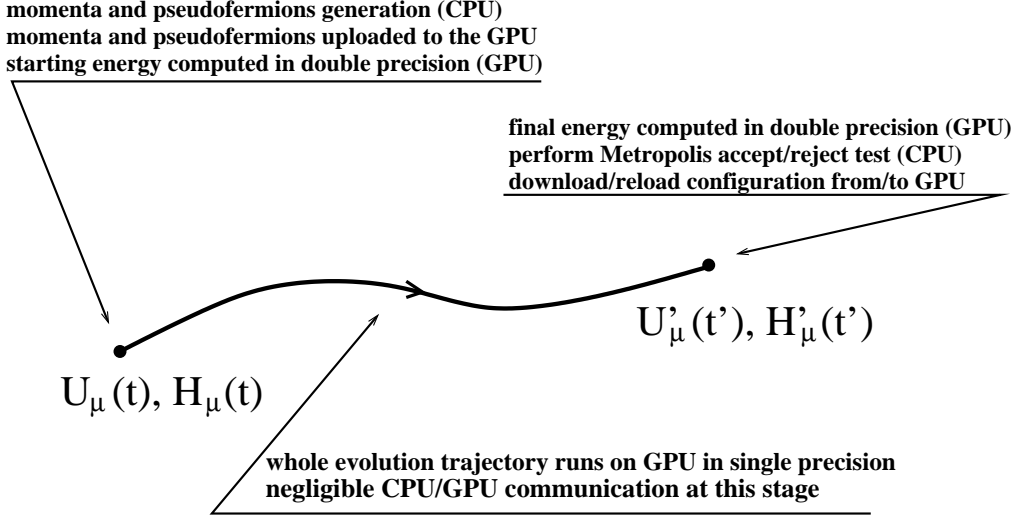 momenta and pseudofermions generation (CPU)
momenta and pseudofermions uploaded to the GPU
starting energy computed in double precision (GPU)
final energy computed in double precision (GPU)
perform Metropolis accept/reject test (CPU)
download/reload configuration from/to GPU
U'μ(t'), H'μ(t')
Uμ(t), Hμ(t)
whole evolution trajectory runs on GPU in single precision
negligible CPU/GPU communication at this stage